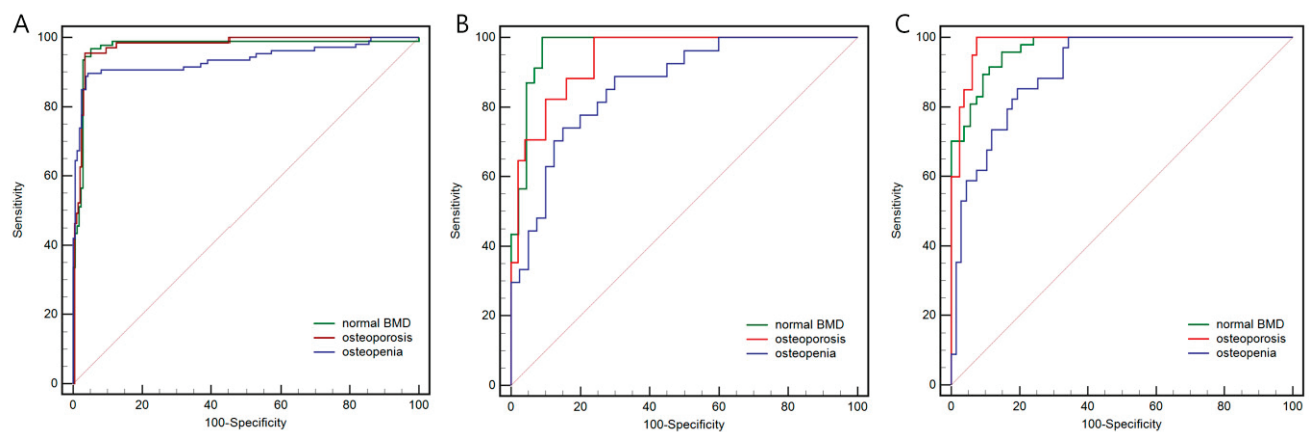 A
100
80
60
40
20
0
Sensitivity
0 20 40 60 80 100
100-Specificity
normal BMD
osteoporosis
osteopenia
B
100
80
60
40
20
0
Sensitivity
0 20 40 60 80 100
100-Specificity
normal BMD
osteoporosis
osteopenia
C
100
80
60
40
20
0
Sensitivity
0 20 40 60 80 100
100-Specificity
normal BMD
osteoporosis
osteopenia